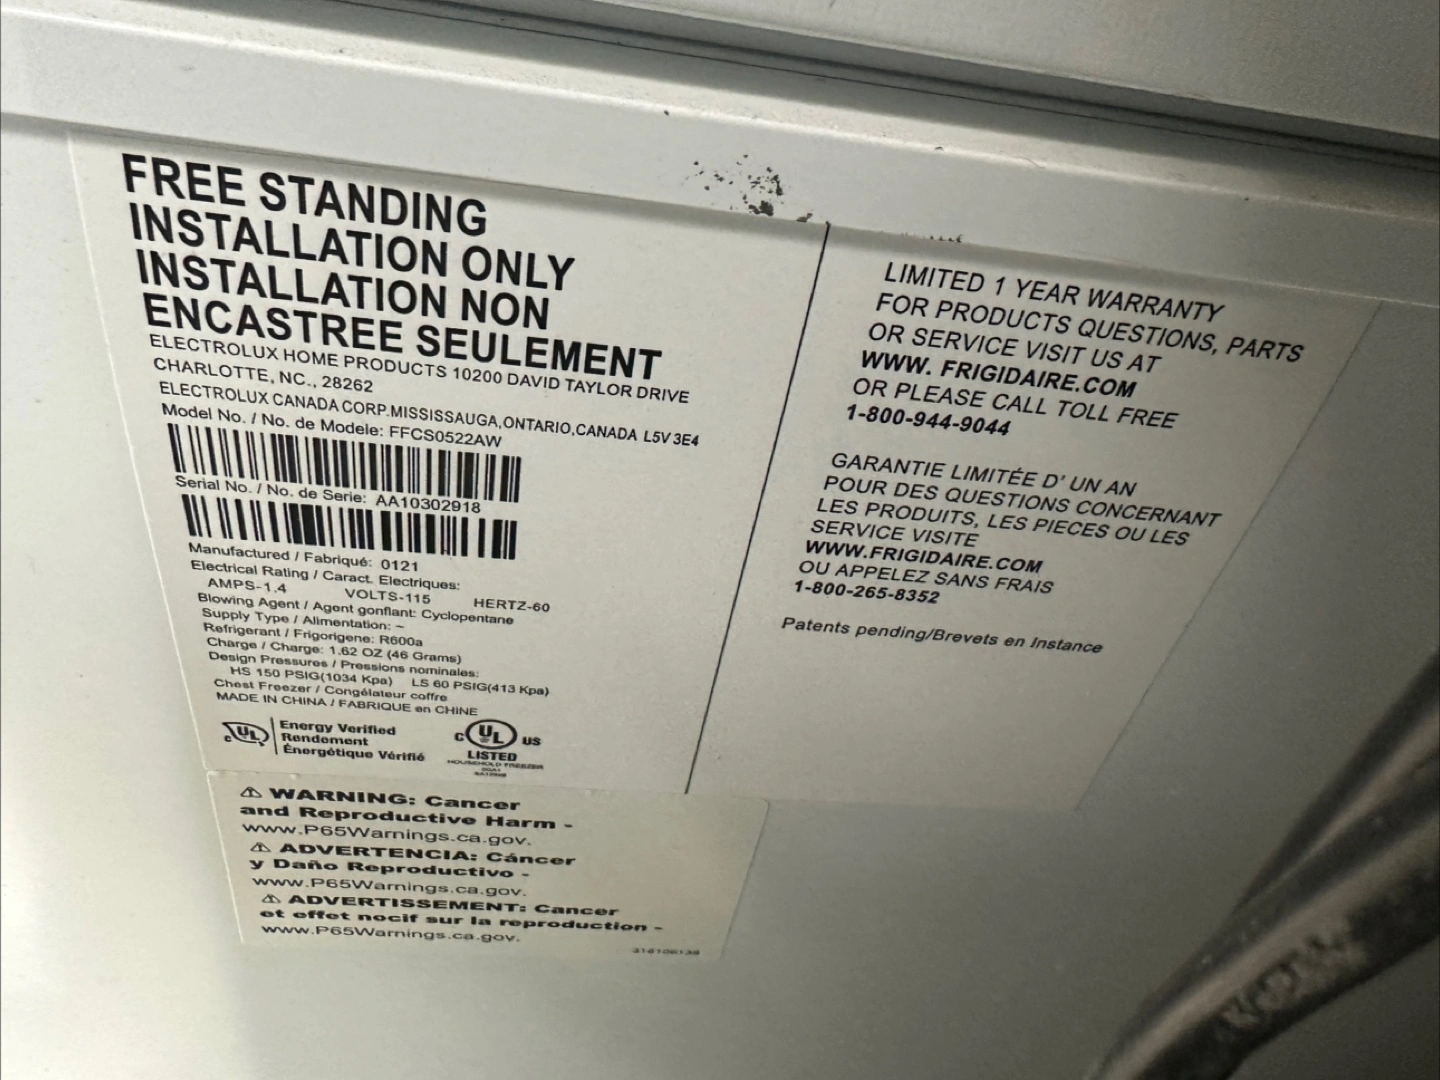 FREE STANDING
INSTALLATION ONLY
INSTALLATION NON
ENCASTREE SEULEMENT
ELECTROLUX HOME PRODUCTS 10200 DAVID TAYLOR DRIVE
CHARLOTTE, NC., 28262
ELECTROLUX CANADA CORP.MISSISSAUGA,ONTARIO,CANADA L5V 3E4
Model No. / No. de Modele: FFCS0522AW
Serial No. / No. de Serie: AA10302918
Manufactured / Fabriqué: 0121
Electrical Rating / Caract. Electriques:
AMPS-1.4 VOLTS-115 HERTZ-60
Blowing Agent / Agent gonflant: Cyclopentane
Supply Type / Alimentation: ~
Refrigerant / Frigorigene: R600a
Charge / Charge: 1.62 OZ (46 Grams)
Design Pressures / Pressions nominales:
HS 150 PSIG(1034 Kpa) LS 60 PSIG(413 Kpa)
Chest Freezer / Congélateur coffre
MADE IN CHINA / FABRIQUE en CHINE
c UL Energy Verified
Rendement
Énergétique Vérifié
c UL us
LISTED
HOUSEHOLD FREEZER
⚠ WARNING: Cancer
and Reproductive Harm -
www.P65Warnings.ca.gov.
⚠ ADVERTENCIA: Cáncer
y Daño Reproductivo -
www.P65Warnings.ca.gov.
⚠ ADVERTISSEMENT: Cancer
et effet nocif sur la reproduction -
www.P65Warnings.ca.gov.
LIMITED 1 YEAR WARRANTY
FOR PRODUCTS QUESTIONS, PARTS
OR SERVICE VISIT US AT
WWW. FRIGIDAIRE.COM
OR PLEASE CALL TOLL FREE
1-800-944-9044
GARANTIE LIMITÉE D' UN AN
POUR DES QUESTIONS CONCERNANT
LES PRODUITS, LES PIECES OU LES
SERVICE VISITE
WWW.FRIGIDAIRE.COM
OU APPELEZ SANS FRAIS
1-800-265-8352
Patents pending/Brevets en Instance